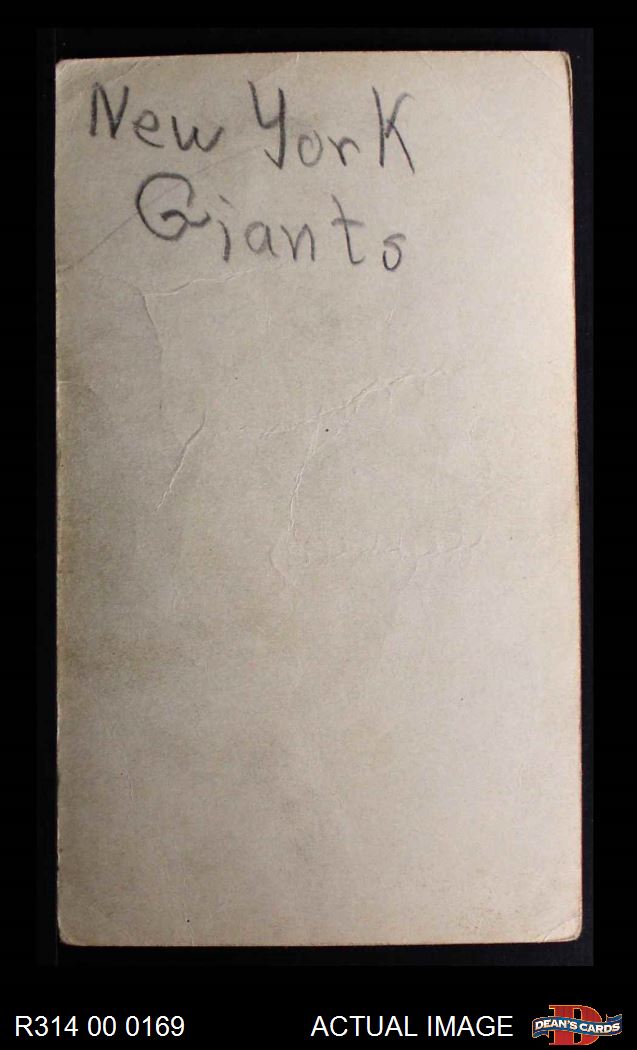 New York
Giants
R314 00 0169
ACTUAL IMAGE
DEAN'S CARDS